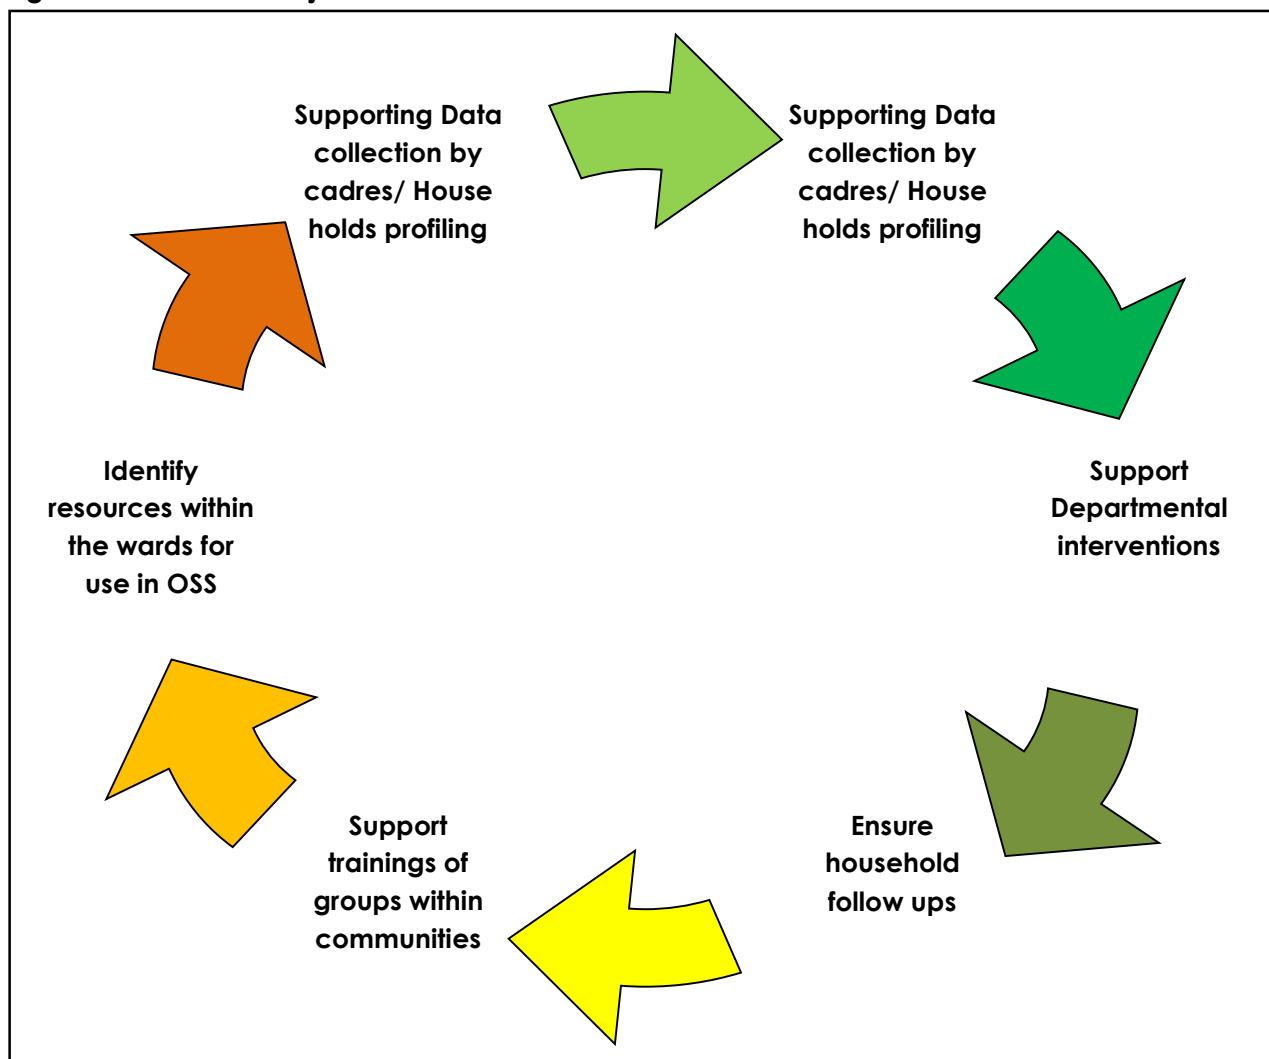 Supporting Data
collection by
cadres/ House
holds profiling
Supporting Data
collection by
cadres/ House
holds profiling
Support
Departmental
interventions
Ensure
household
follow ups
Support
trainings of
groups within
communities
Identify
resources within
the wards for
use in OSS